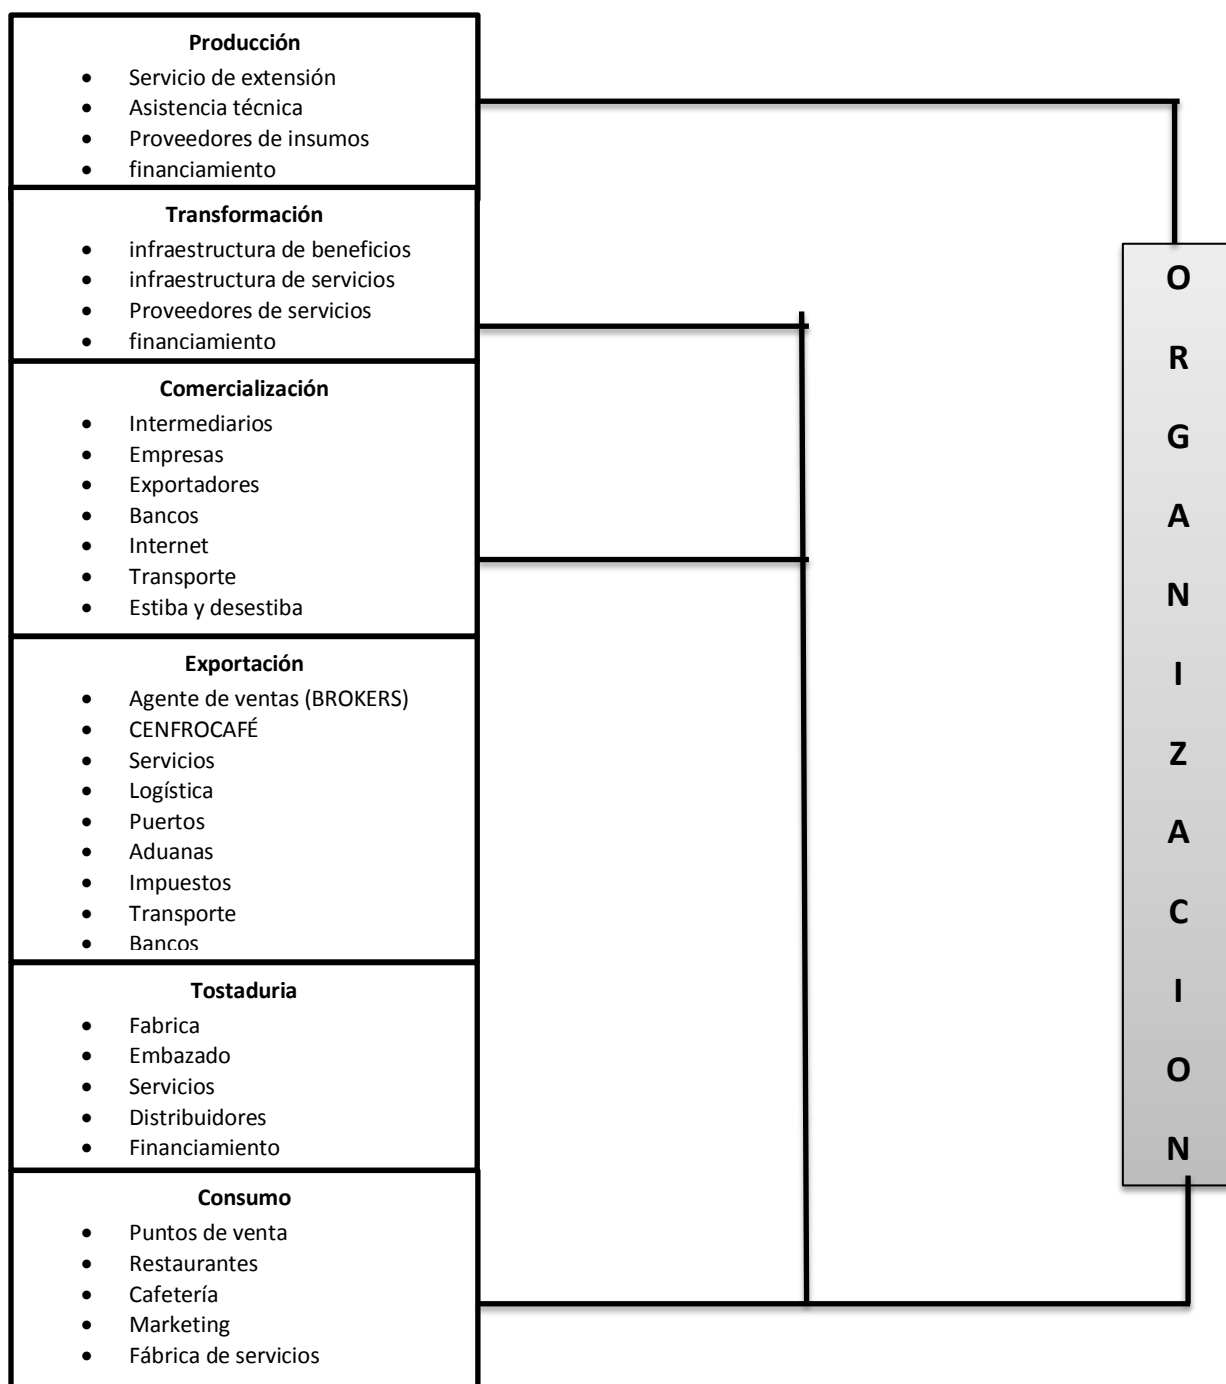 Producción
• Servicio de extensión
• Asistencia técnica
• Proveedores de insumos
• financiamiento
Transformación
• infraestructura de beneficios
• infraestructura de servicios
• Proveedores de servicios
• financiamiento
Comercialización
• Intermediarios
• Empresas
• Exportadores
• Bancos
• Internet
• Transporte
• Estiba y desestiba
Exportación
• Agente de ventas (BROKERS)
• CENFROCAFÉ
• Servicios
• Logística
• Puertos
• Aduanas
• Impuestos
• Transporte
• Bancos
Tostaduria
• Fabrica
• Embazado
• Servicios
• Distribuidores
• Financiamiento
Consumo
• Puntos de venta
• Restaurantes
• Cafetería
• Marketing
• Fábrica de servicios
O
R
G
A
N
I
Z
A
C
I
O
N